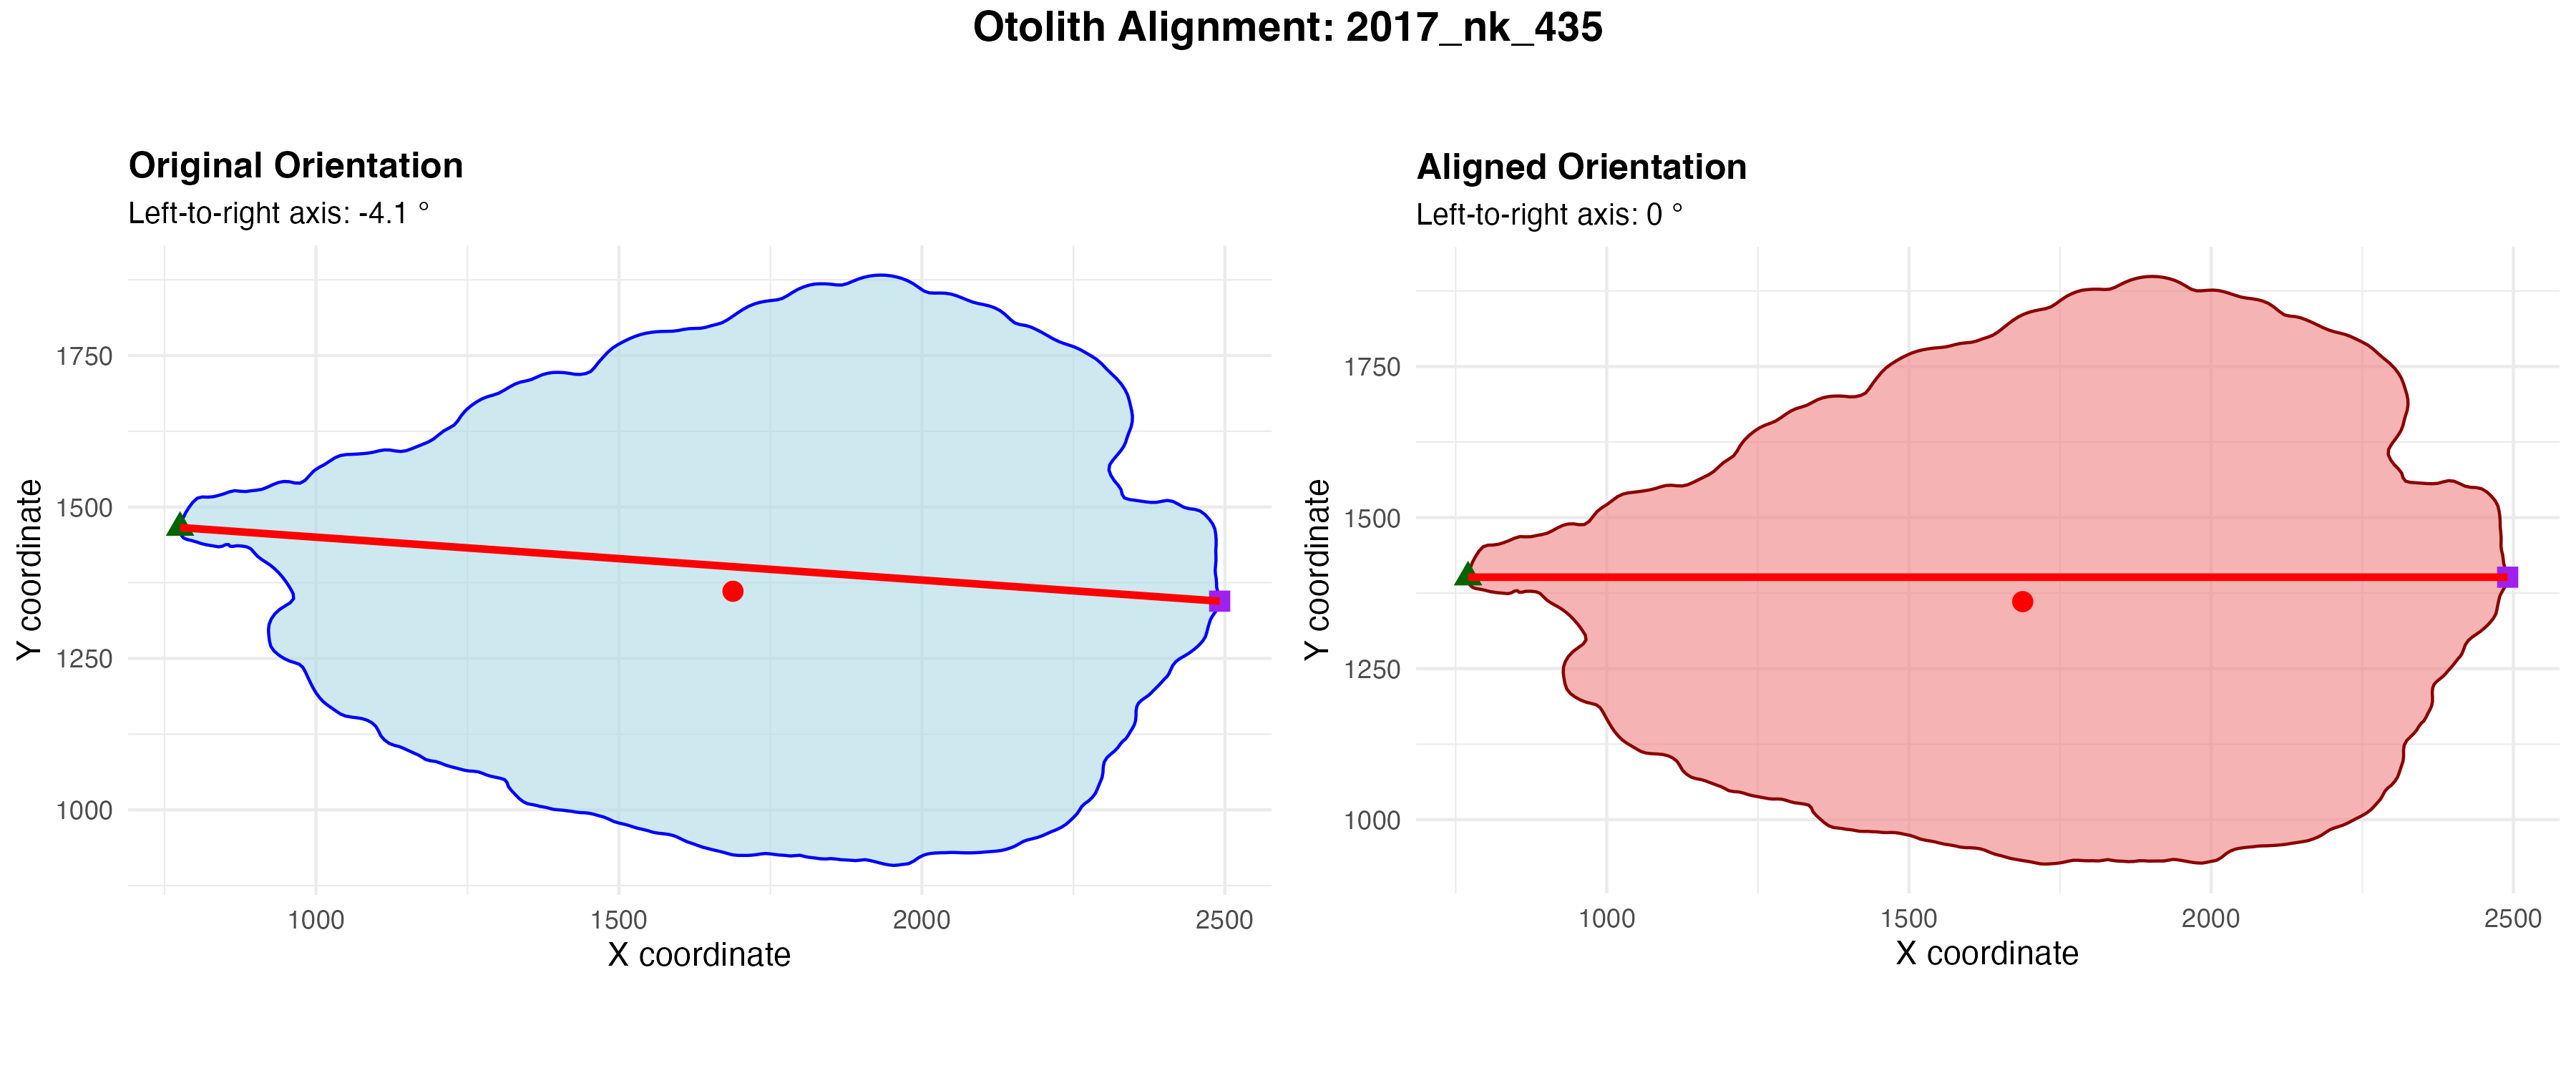 Otolith Alignment: 2017_nk_435
Original Orientation
Left-to-right axis: -4.1 °
Y coordinate
1750
1500
1250
1000
1000 1500 2000 2500
X coordinate
Aligned Orientation
Left-to-right axis: 0 °
Y coordinate
1750
1500
1250
1000
1000 1500 2000 2500
X coordinate